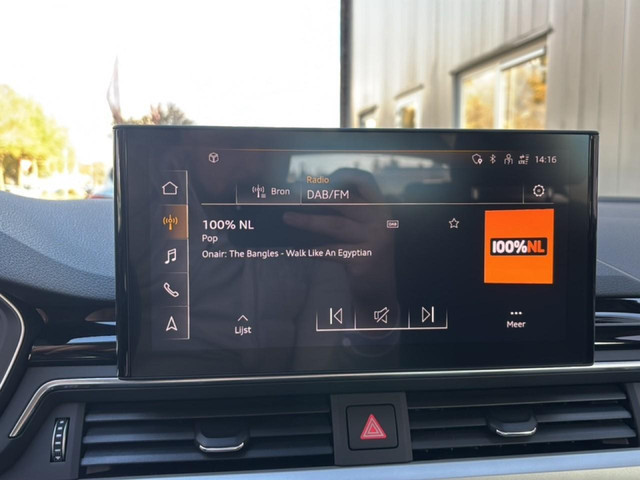 14:16
Bron
Radio
DAB/FM
100% NL
Pop
Onair: The Bangles - Walk Like An Egyptian
100%NL
Lijst
Meer